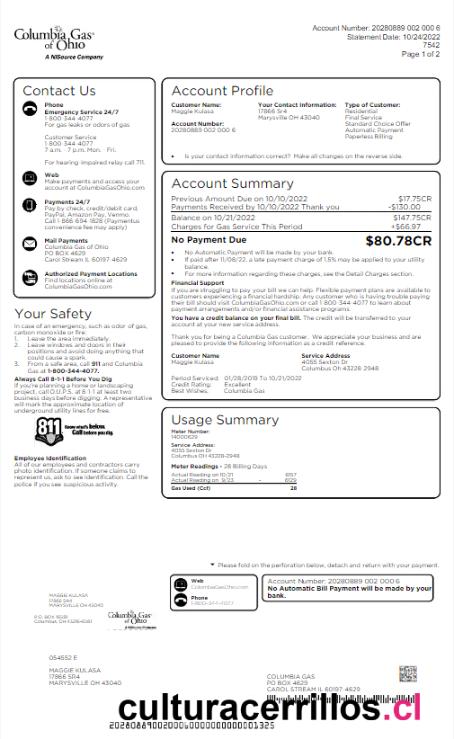 Columbia Gas®
of Ohio
A NiSource Company
Account Number: 20280889 002 000 6
Statement Date: 10/24/2022
7542
Page 1 of 2
Contact Us
Phone
Emergency Service 24/7
1 800 344 4077
For gas leaks or odors of gas
Customer Service
1 800 344 4077
7 a.m. - 7 p.m. Mon. Fri.
For hearing-impaired relay call 711.
Web
Make payments and access your
account at ColumbiaGasOhio.com
Payments 24/7
Pay by check, credit/debit card,
PayPal, Amazon Pay, Venmo.
Call 1 866 694 1828 (Payments
convenience fee may apply)
Mail Payments
Columbia Gas of Ohio
PO BOX 4629
Carol Stream IL 60197 4629
Authorized Payment Locations
Find locations online at
ColumbiaGasOhio.com
Your Safety
In case of an emergency, such as odor of gas,
carbon monoxide or fire:
1. Leave the area immediately.
2. Leave windows and doors in their
positions and avoid doing anything that
could cause a spark.
3. From a safe area, call 911 and Columbia
Gas at 1-800-344-4077.
Always Call 8-1-1 Before You Dig
If you're planning a home or landscaping
project, call O.U.P.S. at 8-1-1 at least two
business days before digging. A representative
will mark the approximate location of
underground utility lines for free.
811 Know what's below.
Call before you dig.
Employee Identification
All of our employees and contractors carry
photo identification. If someone claims to
represent us, ask to see identification. Call the
police if you see suspicious activity.
Account Profile
Customer Name:
Maggie Kulasa
Account Number:
20280889 002 000 6
Your Contact Information:
17866 Sr4
Marysville OH 43040
Type of Customer:
Residential
Final Service
Standard Choice Offer
Automatic Payment
Paperless Billing
• Is your contact information correct? Make all changes on the reverse side.
Account Summary
Previous Amount Due on 10/10/2022 $17.75CR
Payments Received by 10/10/2022 Thank you -$130.00
Balance on 10/21/2022 $147.75CR
Charges for Gas Service This Period +$66.97
No Payment Due $80.78CR
• No Automatic Payment will be made by your bank.
• If paid after 11/08/22, a late payment charge of 1.5% may be applied to your utility
balance.
• For more information regarding these charges, see the Detail Charges section.
Financial Support
If you are struggling to pay your bill we can help. Flexible payment plans are available to
customers experiencing a financial hardship. Any customer who is having trouble paying
their bill should visit ColumbiaGasOhio.com or call 1 800 344 4077 to learn about
payment arrangements and/or financial assistance programs.
You have a credit balance on your final bill. The credit will be transferred to your
account at your new service address.
Thank you for being a Columbia Gas customer. We appreciate your business and are
pleased to provide the following information as a credit reference.
Customer Name
Maggie Kulasa
Service Address
4055 Sexton Dr
Columbus OH 43228 2948
Period Serviced: 01/28/2019 To 10/21/2022
Credit Rating: Excellent
Best Wishes: Columbia Gas
Usage Summary
Meter Number:
14000629
Service Address:
4055 Sexton Dr
Columbus OH 43228-2948
Meter Readings - 28 Billing Days
Actual Reading on 10/21 6157
Actual Reading on 9/23 - 6129
Gas Used (Ccf) 28
▼ Please fold on the perforation below, detach and return with your payment.
MAGGIE KULASA
17866 SR4
MARYSVILLE OH 43040
Columbia Gas®
of Ohio
Web
ColumbiaGasOhio.com
Phone
1-800-344-4077
Account Number: 20280889 002 000 6
No Automatic Bill Payment will be made by your
bank.
054552 E
MAGGIE KULASA
17866 SR4
MARYSVILLE OH 43040
COLUMBIA GAS
PO BOX 4629
CAROL STREAM IL 60197-4629
culturacerrillos.cl